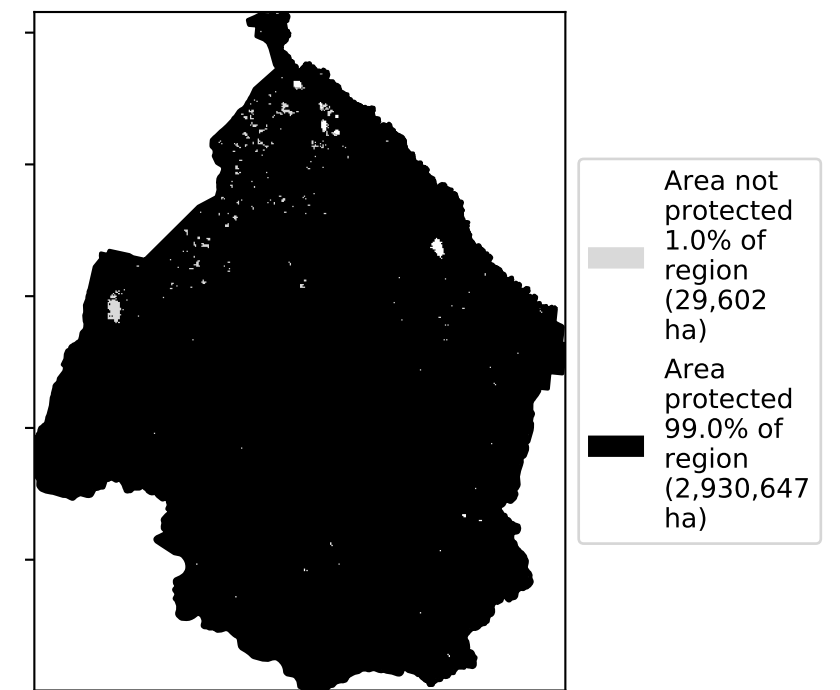 Area not
protected
1.0% of
region
(29,602
ha)
Area
protected
99.0% of
region
(2,930,647
ha)